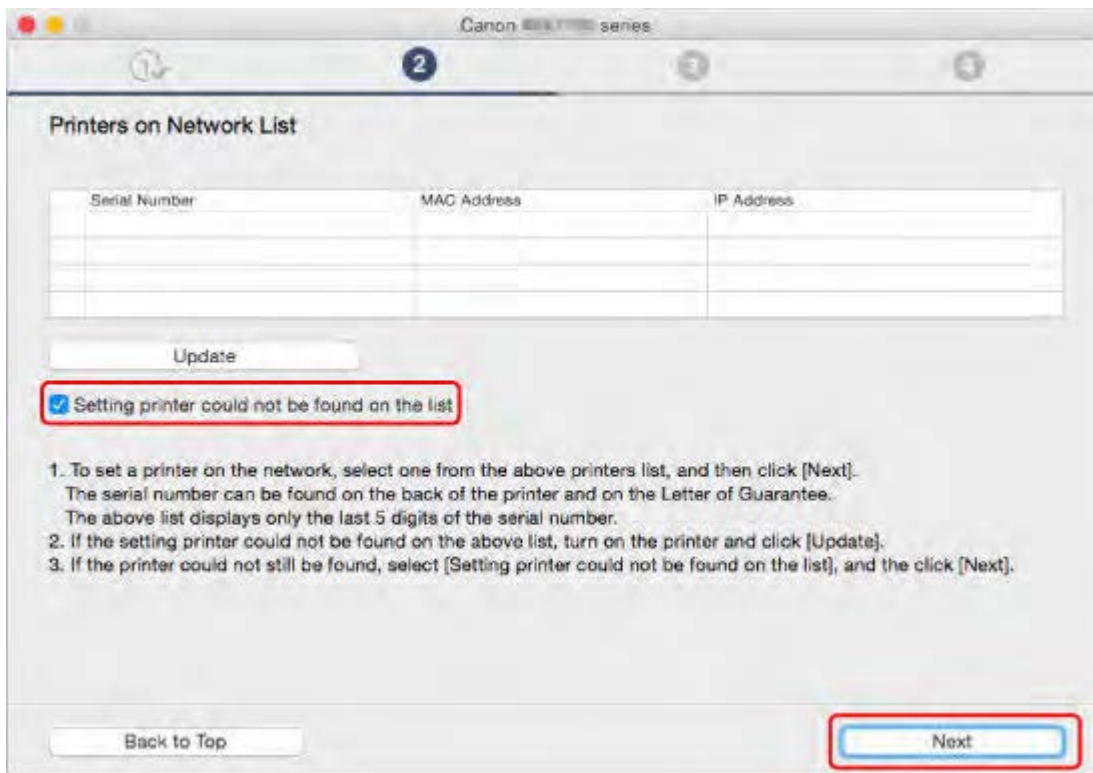 Canon series
1
2
3
4
Printers on Network List
Serial Number MAC Address IP Address
Update
Setting printer could not be found on the list
1. To set a printer on the network, select one from the above printers list, and then click [Next].
The serial number can be found on the back of the printer and on the Letter of Guarantee.
The above list displays only the last 5 digits of the serial number.
2. If the setting printer could not be found on the above list, turn on the printer and click [Update].
3. If the printer could not still be found, select [Setting printer could not be found on the list], and the click [Next].
Back to Top Next